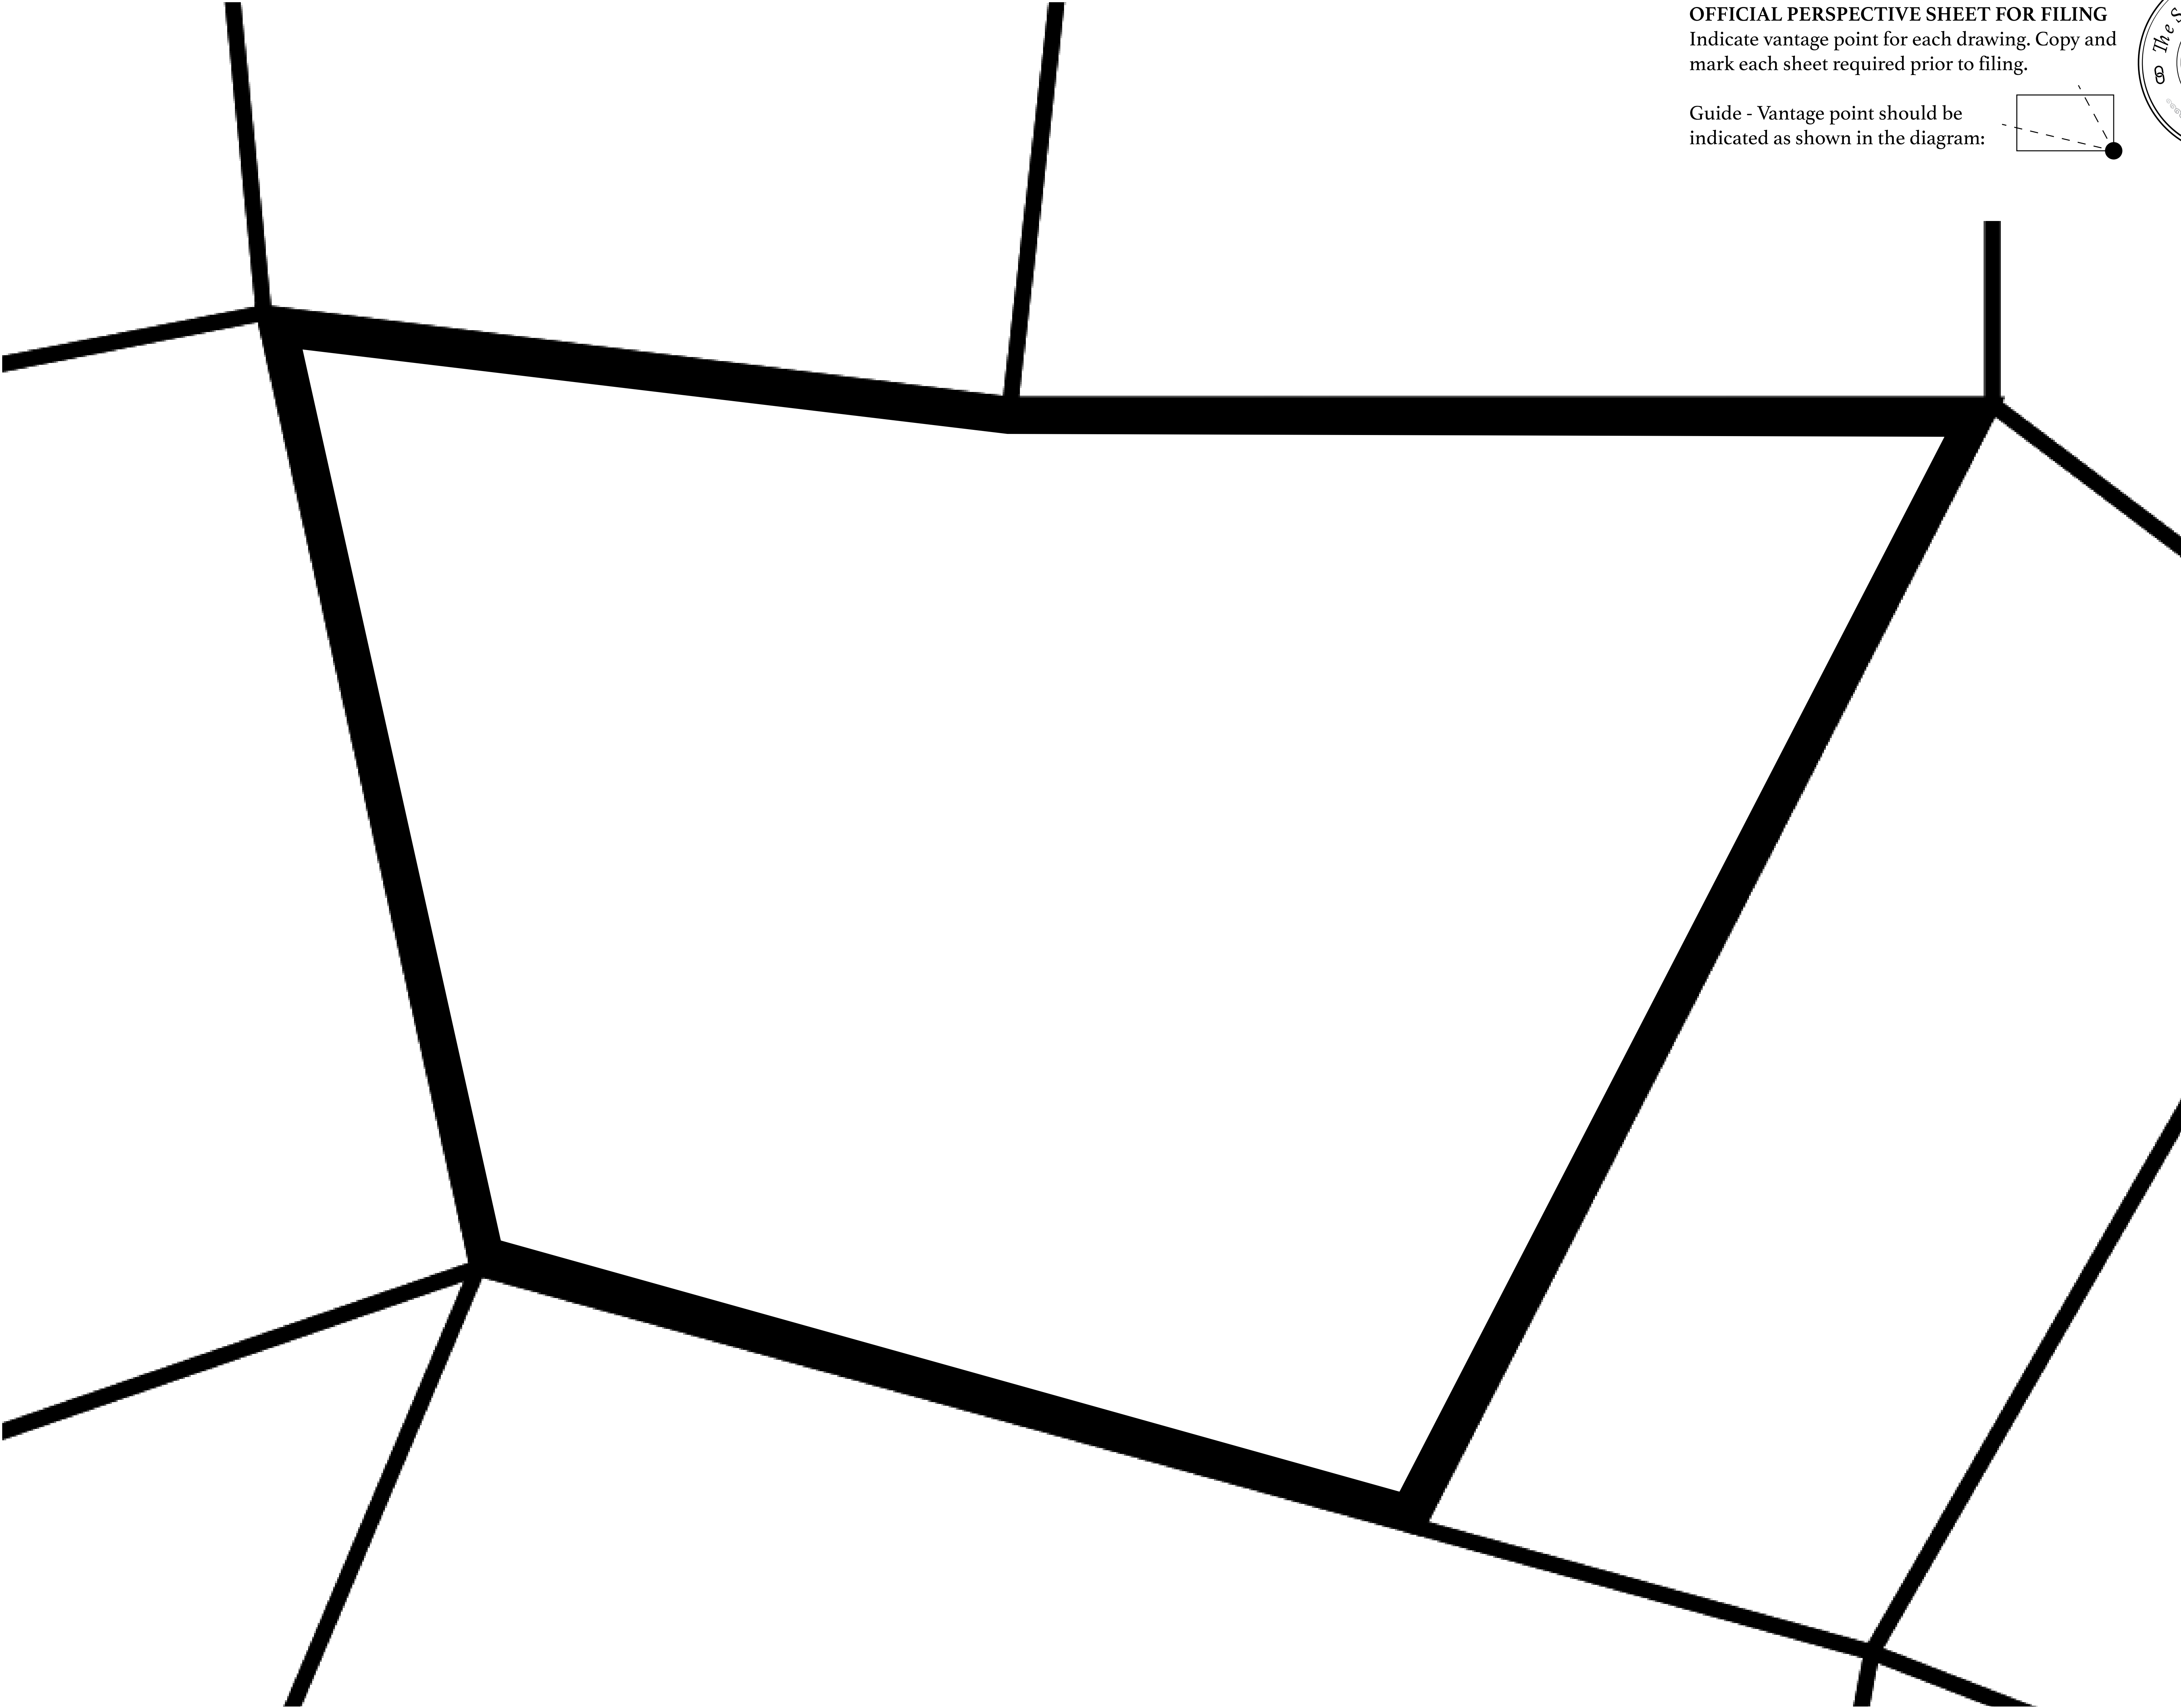 OFFICIAL PERSPECTIVE SHEET FOR FILING
Indicate vantage point for each drawing. Copy and
mark each sheet required prior to filing.
Guide - Vantage point should be
indicated as shown in the diagram:
The